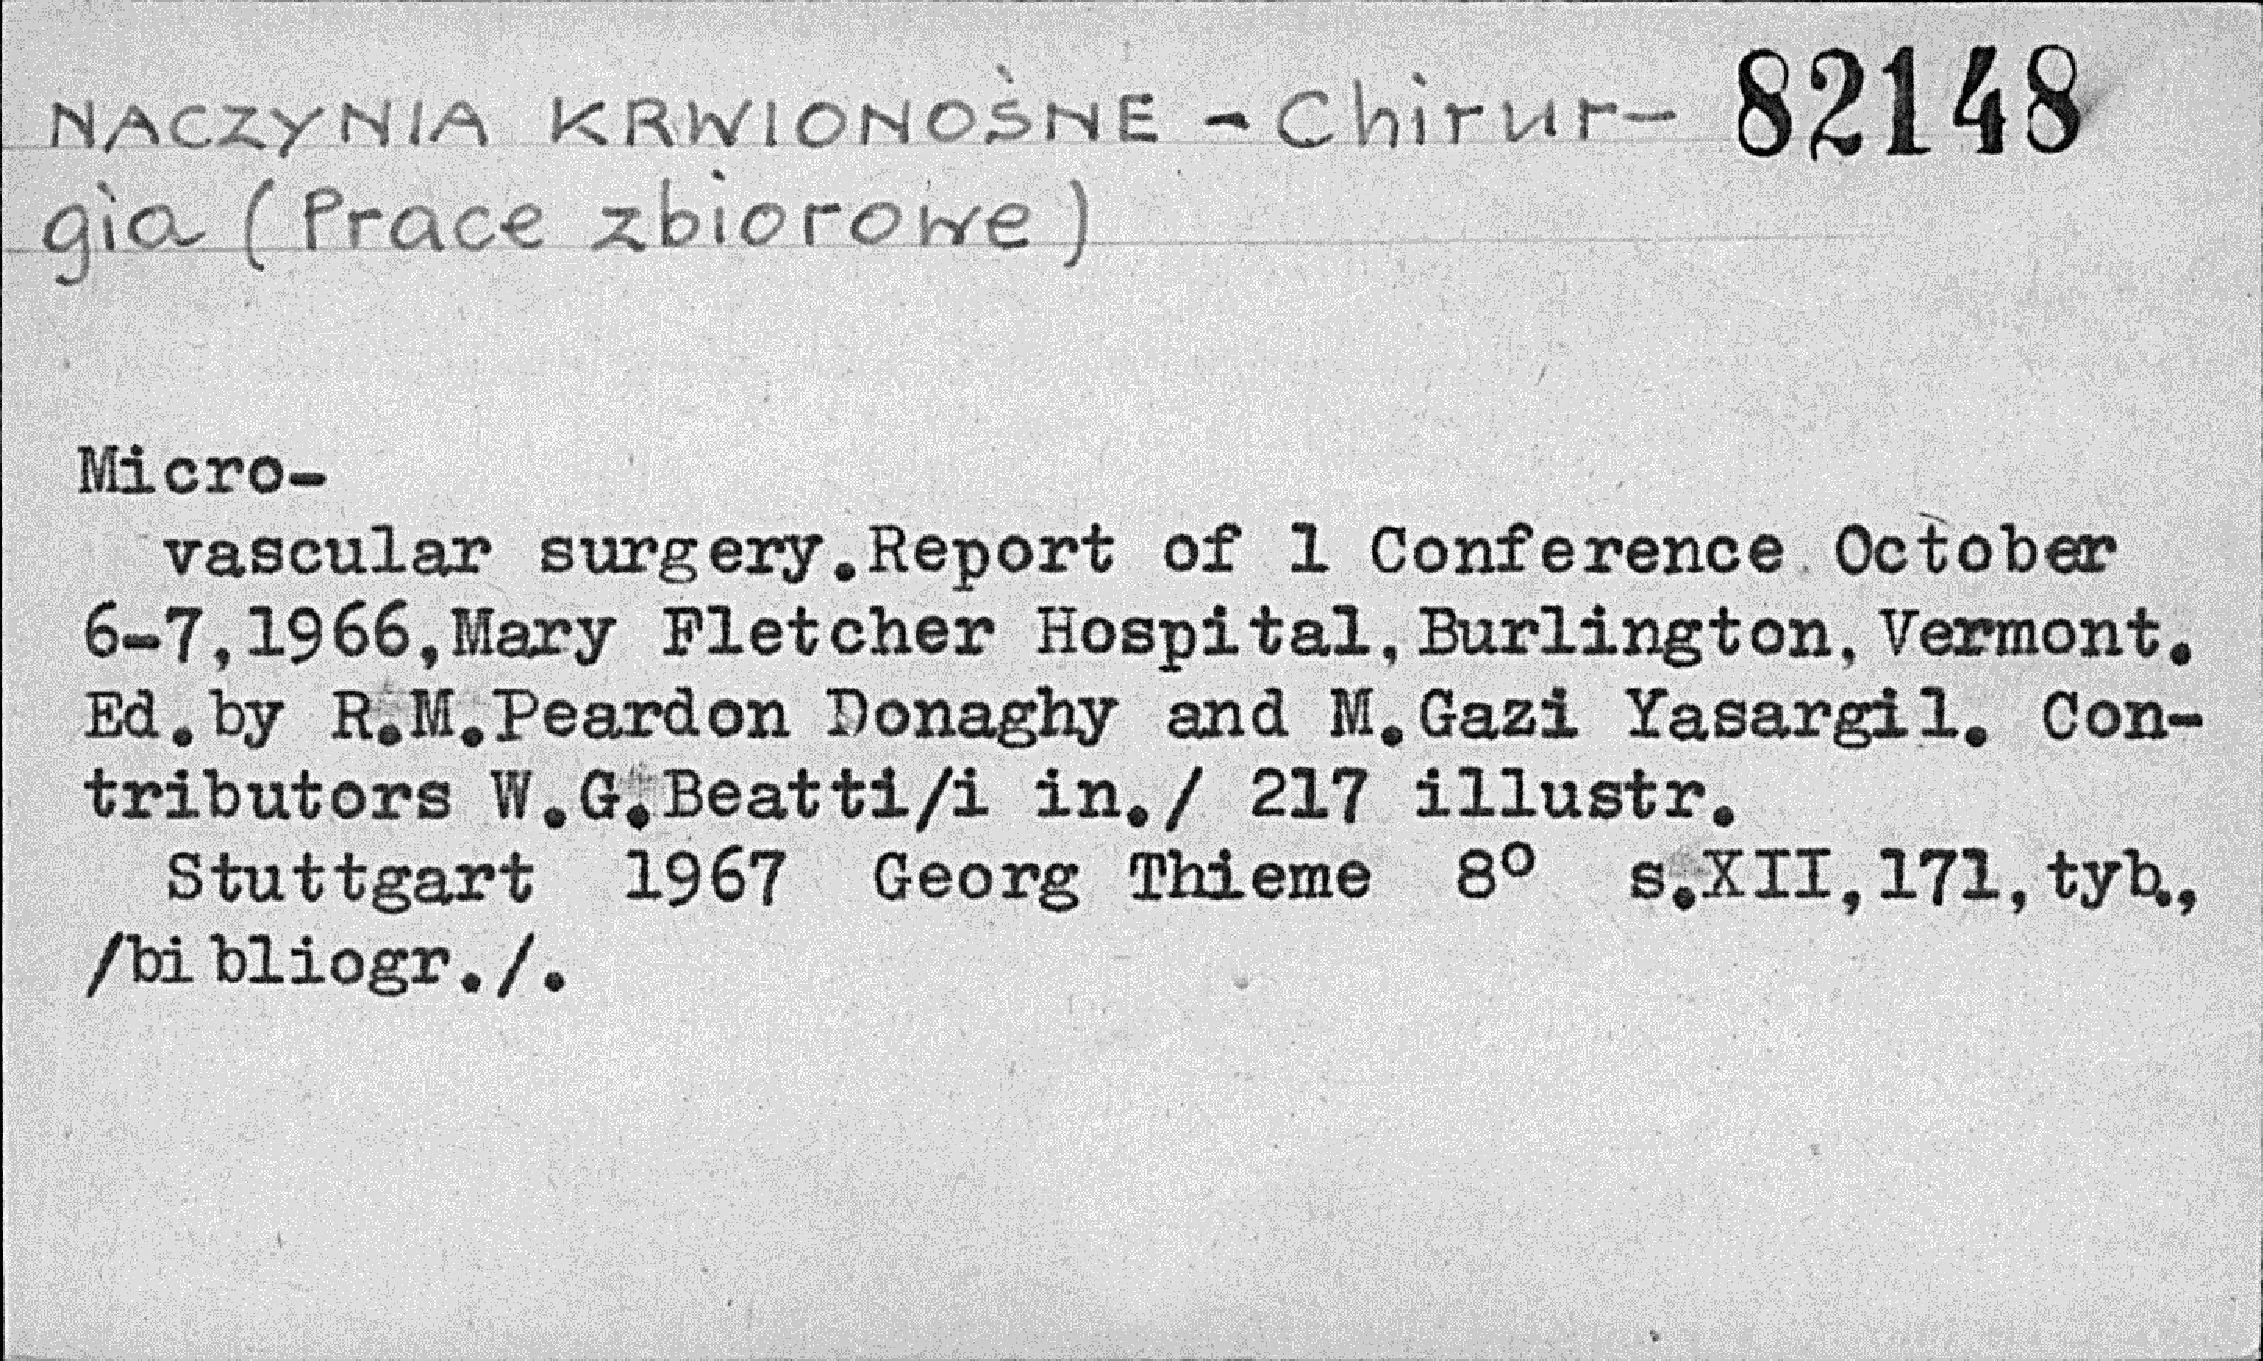 NACZYNIA KRWIONOŚNE - Chirur- 82148
gia (Prace zbiorowe)
Micro-
vascular surgery.Report of 1 Conference October
6-7,1966,Mary Fletcher Hospital,Burlington,Vermont.
Ed.by R.M.Peardon Donaghy and M.Gazi Yasargil. Con-
tributors W.G.Beatti/i in./ 217 illustr.
Stuttgart 1967 Georg Thieme 8° s.XII,171,tyb.,
/bibliogr./.